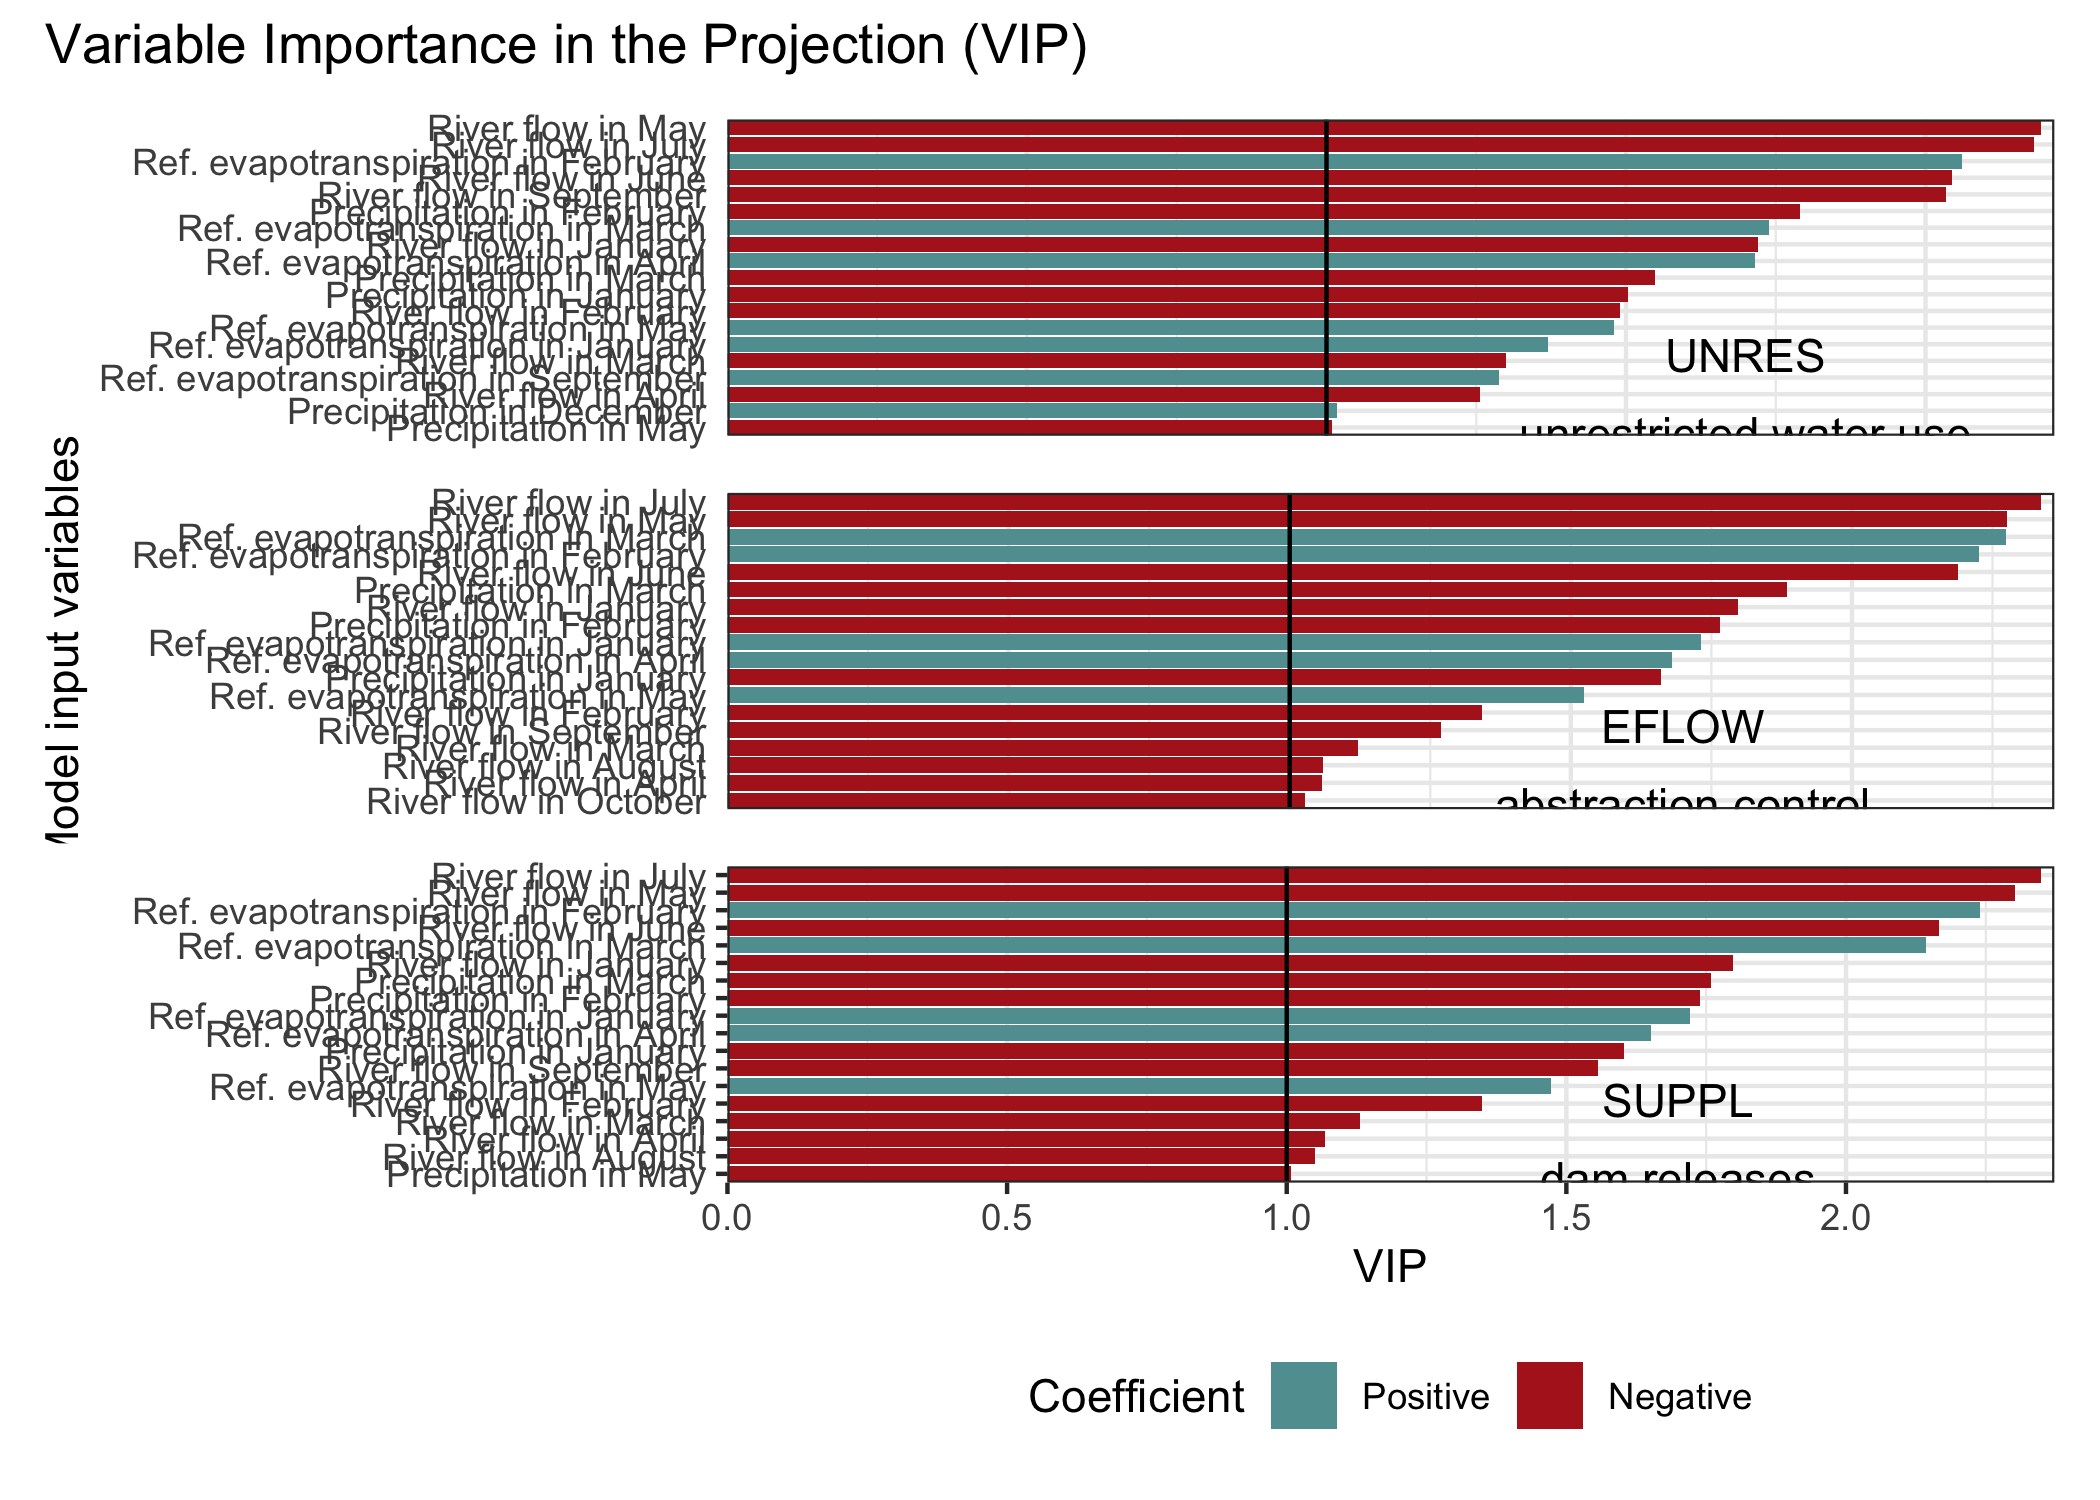 Variable Importance in the Projection (VIP)
River flow in May
River flow in July
Ref. evapotranspiration in February
River flow in June
River flow in September
Precipitation in February
Ref. evapotranspiration in March
River flow in January
Ref. evapotranspiration in April
Precipitation in March
Precipitation in January
River flow in February
Ref. evapotranspiration in May
Ref. evapotranspiration in January
River flow in March
Ref. evapotranspiration in September
River flow in April
Precipitation in December
Precipitation in May
UNRES
unrestricted water use
Model input variables
River flow in July
River flow in May
Ref. evapotranspiration in March
Ref. evapotranspiration in February
River flow in June
Precipitation in March
River flow in January
Precipitation in February
Ref. evapotranspiration in January
Ref. evapotranspiration in April
Precipitation in January
Ref. evapotranspiration in May
River flow in February
River flow in September
River flow in March
River flow in August
River flow in April
River flow in October
EFLOW
abstraction control
River flow in July
River flow in May
Ref. evapotranspiration in February
River flow in June
Ref. evapotranspiration in March
River flow in January
Precipitation in March
Precipitation in February
Ref. evapotranspiration in January
Ref. evapotranspiration in April
Precipitation in January
River flow in September
Ref. evapotranspiration in May
River flow in February
River flow in March
River flow in April
River flow in August
Precipitation in May
SUPPL
dam releases
0.0 0.5 1.0 1.5 2.0
VIP
Coefficient Positive Negative